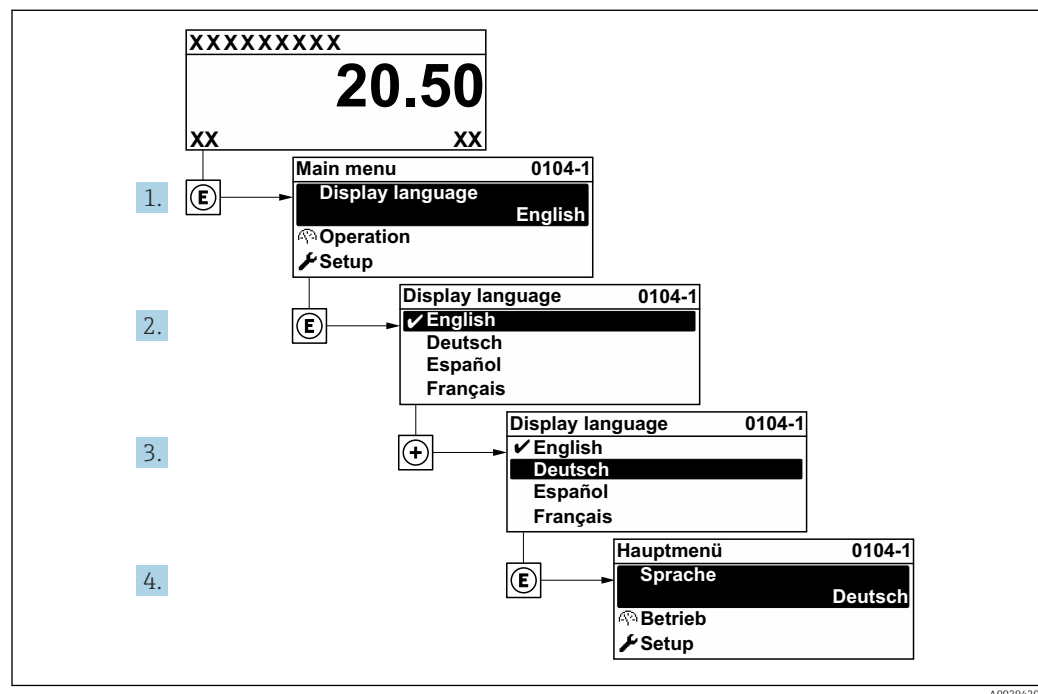 XXXXXXXXX
20.50
XX XX
1. E
Main menu 0104-1
Display language
English
Operation
Setup
2. E
Display language 0104-1
✔English
Deutsch
Español
Français
3. +
Display language 0104-1
✔English
Deutsch
Español
Français
4. E
Hauptmenü 0104-1
Sprache
Deutsch
Betrieb
Setup
A0029420